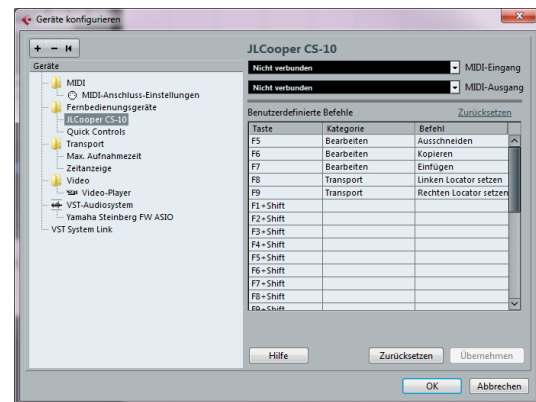 Geräte konfigurieren
+ − 
Geräte
MIDI
MIDI-Anschluss-Einstellungen
Fernbedienungsgeräte
JLCooper CS-10
Quick Controls
Transport
Max. Aufnahmezeit
Zeitanzeige
Video
Video-Player
VST-Audiosystem
Yamaha Steinberg FW ASIO
VST System Link
JLCooper CS-10
Nicht verbunden MIDI-Eingang
Nicht verbunden MIDI-Ausgang
Benutzerdefinierte Befehle Zurücksetzen
Taste Kategorie Befehl
F5 Bearbeiten Ausschneiden
F6 Bearbeiten Kopieren
F7 Bearbeiten Einfügen
F8 Transport Linken Locator setzen
F9 Transport Rechten Locator setzen
F1+Shift
F2+Shift
F3+Shift
F4+Shift
F5+Shift
F6+Shift
F7+Shift
F8+Shift
F9+Shift
Hilfe Zurücksetzen Übernehmen
OK Abbrechen